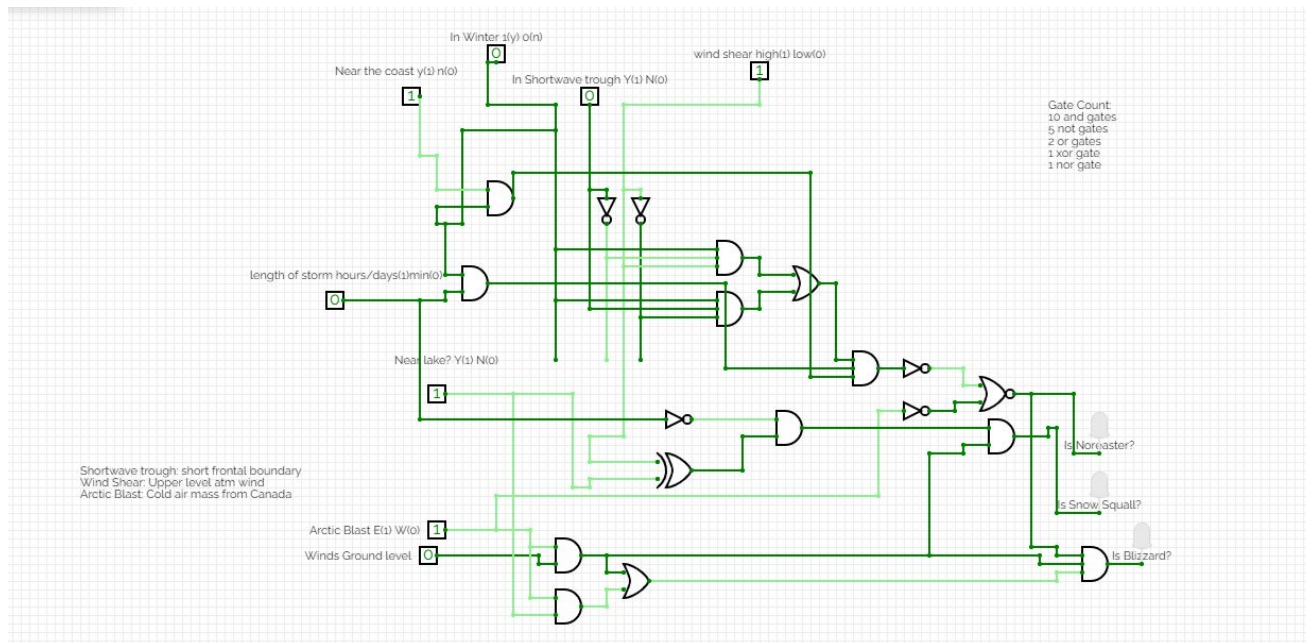 In Winter 1(y) 0(n)
0
wind shear high(1) low(0)
1
Near the coast y(1) n(0)
1
In Shortwave trough Y(1) N(0)
0
Gate Count:
10 and gates
5 not gates
2 or gates
1 xor gate
1 nor gate
length of storm hours/days(1)min(0)
0
Near lake? Y(1) N(0)
1
Is Noreaster?
Shortwave trough: short frontal boundary
Wind Shear: Upper level atm wind
Arctic Blast: Cold air mass from Canada
Is Snow Squall?
Arctic Blast E(1) W(0)
1
Winds Ground level
0
Is Blizzard?